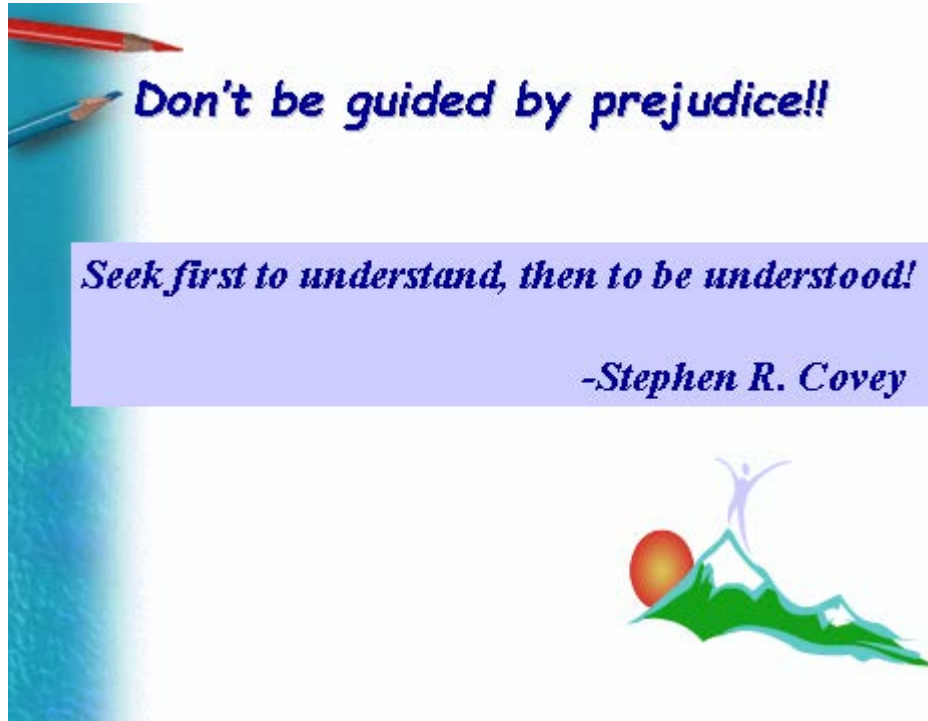 Don't be guided by prejudice!!
Seek first to understand, then to be understood!
-Stephen R. Covey